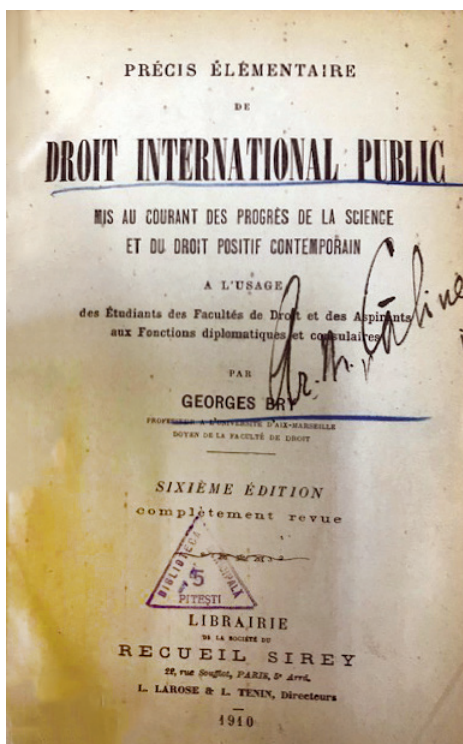 PRÉCIS ÉLÉMENTAIRE
DE
DROIT INTERNATIONAL PUBLIC
MIS AU COURANT DES PROGRÈS DE LA SCIENCE
ET DU DROIT POSITIF CONTEMPORAIN
A L'USAGE
des Étudiants des Facultés de Droit et des Aspirants
aux Fonctions diplomatiques et consulaires
PAR
GEORGES BRY
PROFESSEUR A L'UNIVERSITÉ D'AIX-MARSEILLE
DOYEN DE LA FACULTÉ DE DROIT
SIXIÈME ÉDITION
complètement revue
5
PITEȘTI
LIBRAIRIE
DE LA SOCIÉTÉ DU
RECUEIL SIREY
22, rue Soufflot, PARIS, 5ᵉ Arrd.
L. LAROSE & L. TENIN, Directeurs
1910